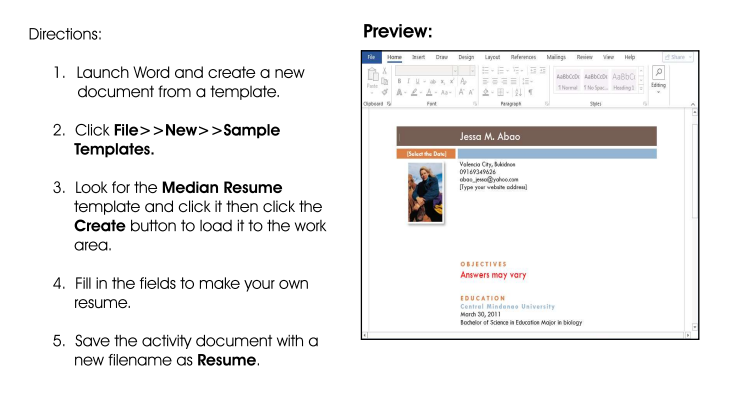 Directions:
1. Launch Word and create a new
document from a template.
2. Click File>>New>>Sample
Templates.
3. Look for the Median Resume
template and click it then click the
Create button to load it to the work
area.
4. Fill in the fields to make your own
resume.
5. Save the activity document with a
new filename as Resume.
Preview:
File Home Insert Draw Design Layout References Mailings Review View Help Share
Paste
B I U
Aa
AaBbCcDc AaBbCcDc AaBbC
¶ Normal ¶ No Spac... Heading 1
Editing
Clipboard Font Paragraph Styles
Jessa M. Abao
[Select the Date]
Valencia City, Bukidnon
09169349626
abao_jessa@yahoo.com
[Type your website address]
OBJECTIVES
Answers may vary
EDUCATION
Central Mindanao University
March 30, 2011
Bachelor of Science in Education Major in biology